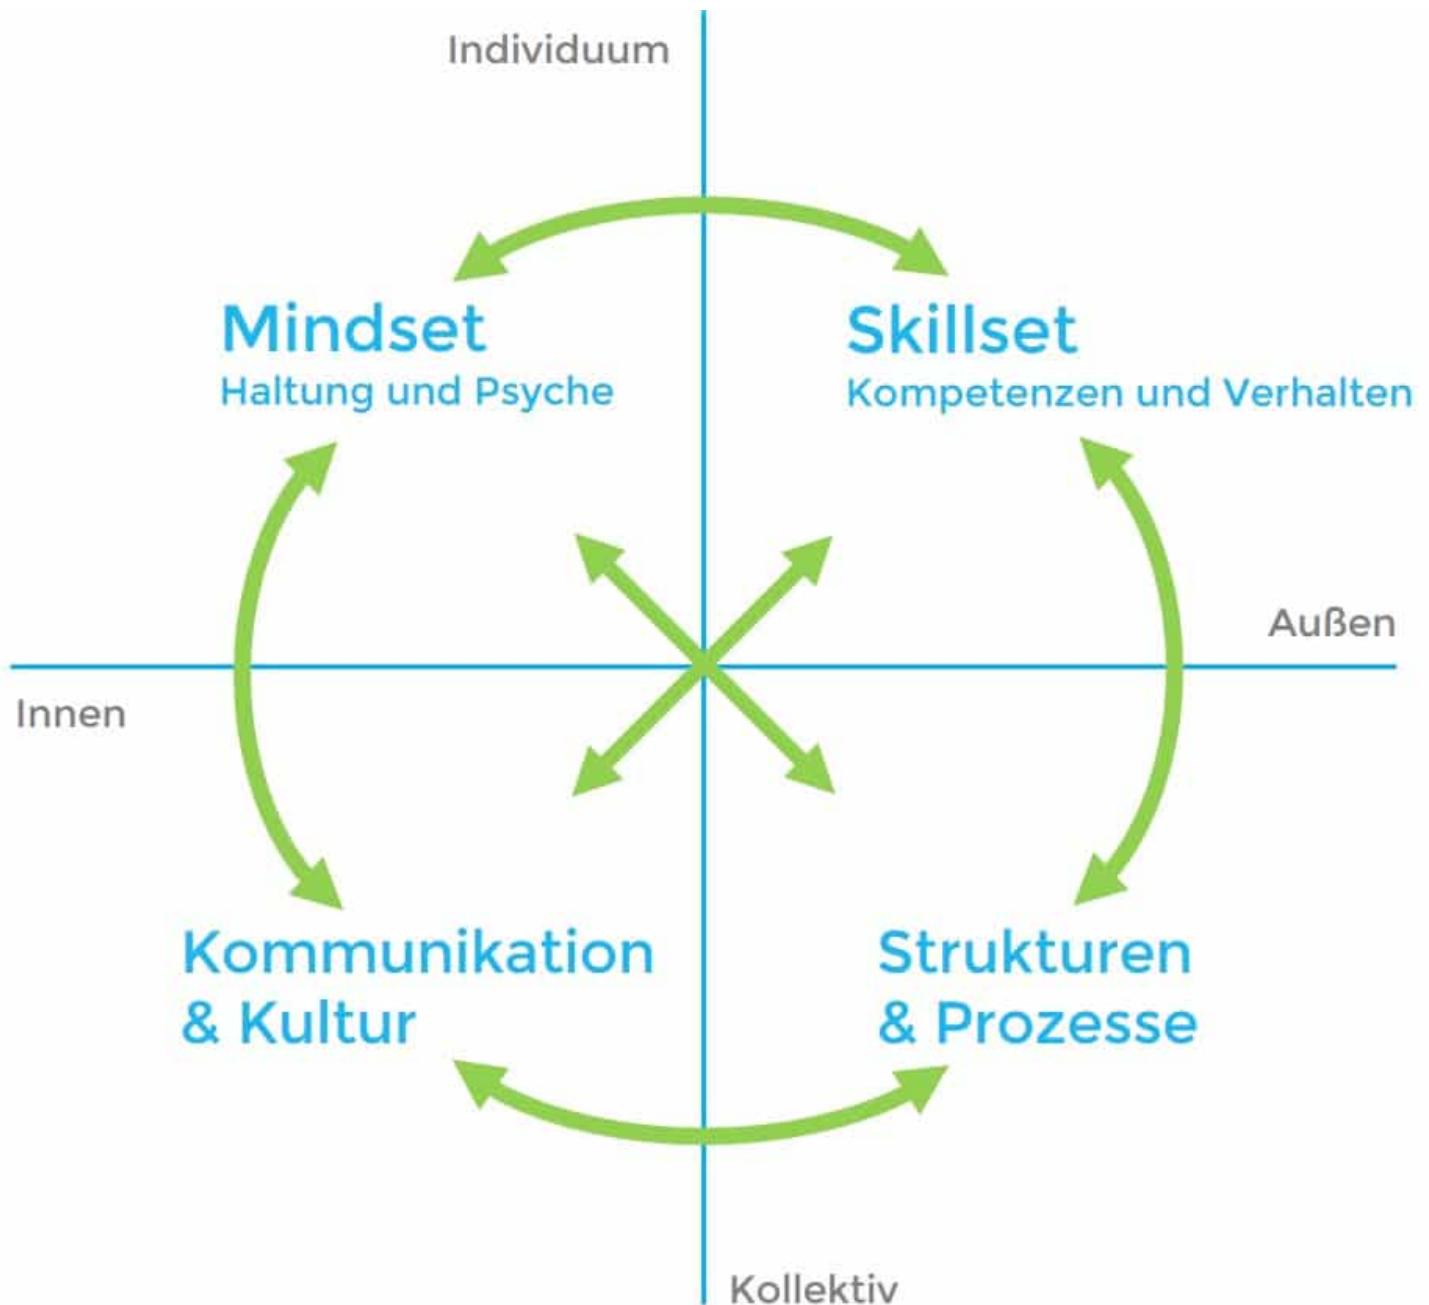 Individuum
Mindset
Haltung und Psyche
Skillset
Kompetenzen und Verhalten
Außen
Innen
Kommunikation
& Kultur
Strukturen
& Prozesse
Kollektiv